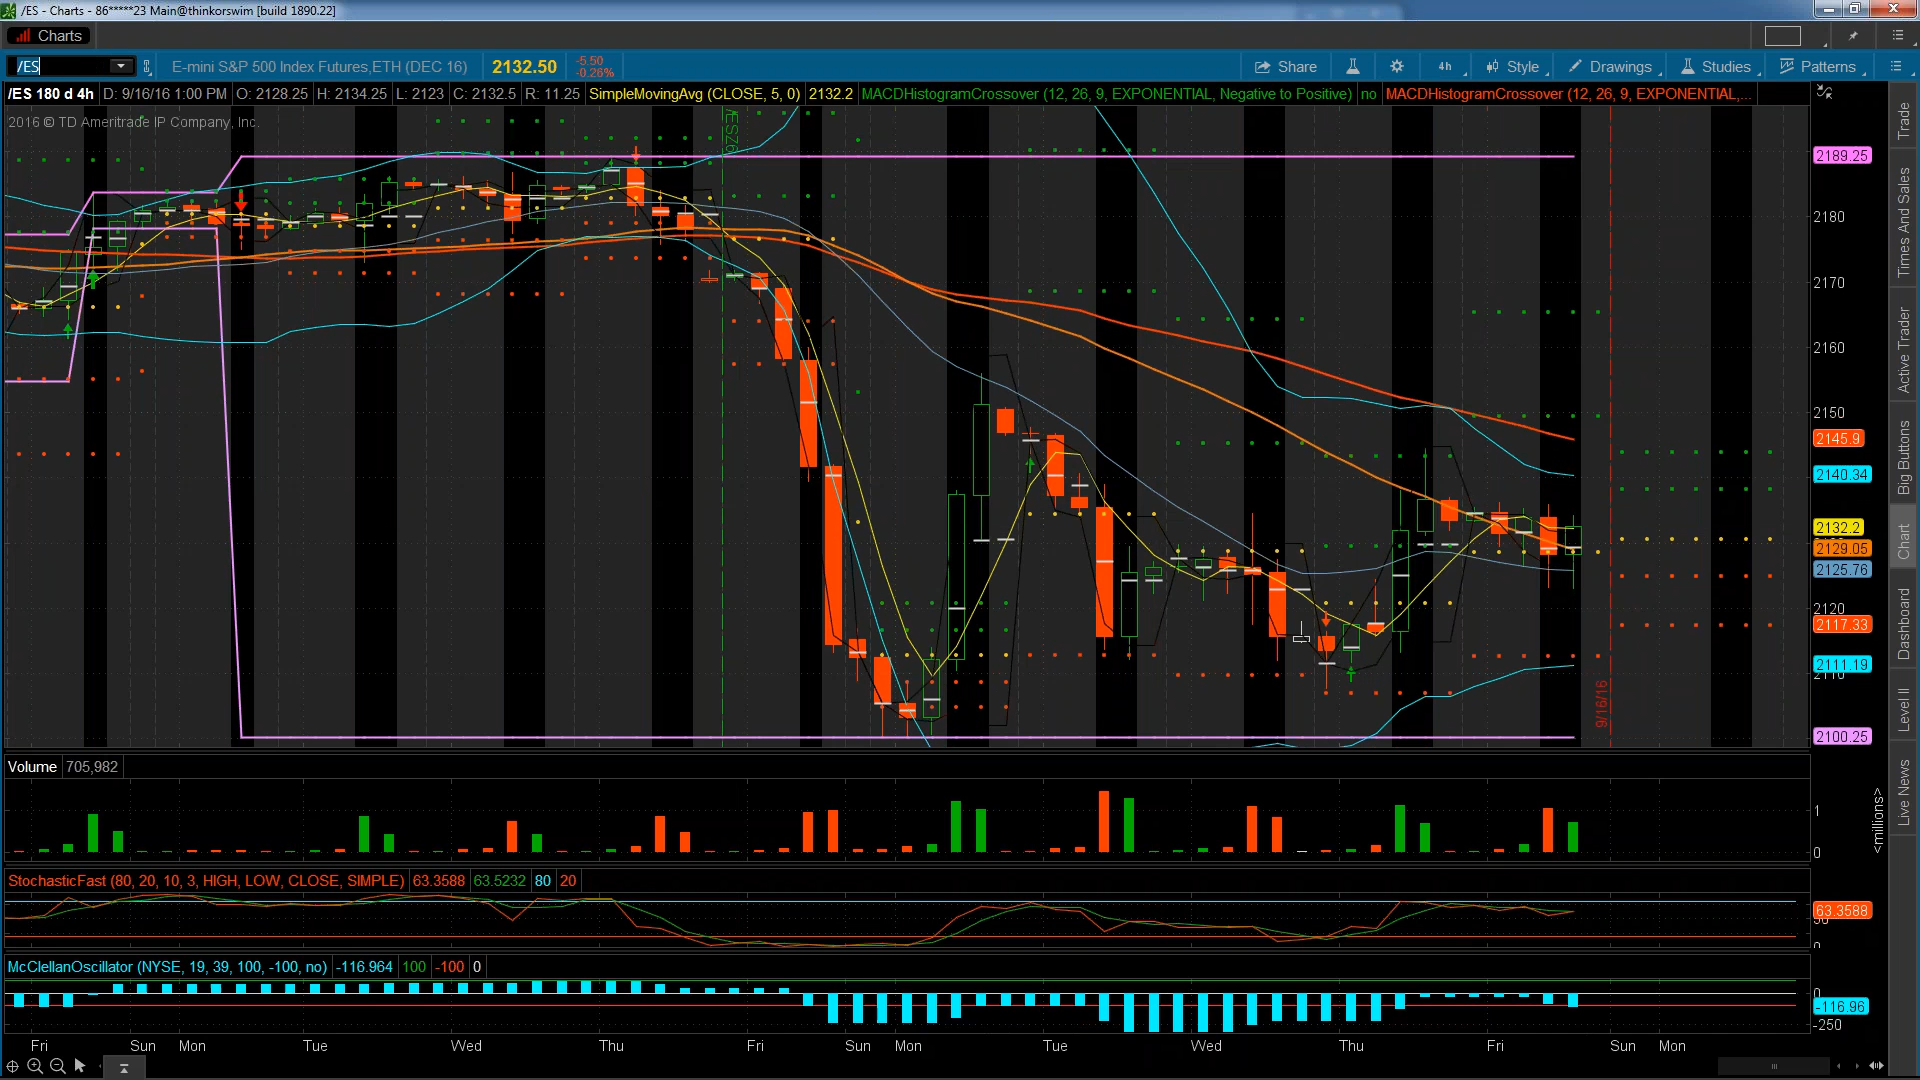 /ES - Charts - 86*****23 Main@thinkorswim [build 1890.22]
Charts
/ES E-mini S&P 500 Index Futures,ETH (DEC 16) 2132.50 -5.50 -0.26% Share 4h Style Drawings Studies Patterns
/ES 180 d 4h D: 9/16/16 1:00 PM O: 2128.25 H: 2134.25 L: 2123 C: 2132.5 R: 11.25 SimpleMovingAvg (CLOSE, 5, 0) 2132.2 MACDHistogramCrossover (12, 26, 9, EXPONENTIAL, Negative to Positive) no MACDHistogramCrossover (12, 26, 9, EXPONENTIAL,...
2016 © TD Ameritrade IP Company, Inc.
/ESZ6
2189.25
2180
2170
2160
2150
2145.9
2140.34
2132.2
2129.05
2125.76
2120
2117.33
2111.19
2110
2100.25
9/16/16
Trade
Times And Sales
Active Trader
Big Buttons
Chart
Dashboard
Level II
Live News
Volume 705,982
1
0
<millions>
StochasticFast (80, 20, 10, 3, HIGH, LOW, CLOSE, SIMPLE) 63.3588 63.5232 80 20
63.3588
50
0
McClellanOscillator (NYSE, 19, 39, 100, -100, no) -116.964 100 -100 0
0
-116.96
-250
Fri Sun Mon Tue Wed Thu Fri Sun Mon Tue Wed Thu Fri Sun Mon